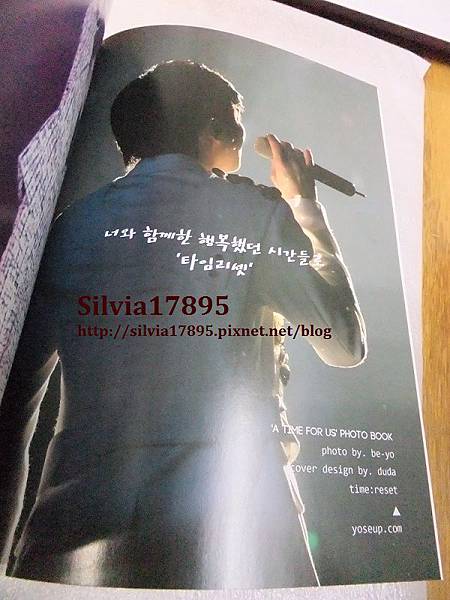 너와 함께한 행복했던 시간들로
'타임리셋'
Silvia17895
http://silvia17895.pixnet.net/blog
'A TIME FOR US' PHOTO BOOK
photo by. be-yo
cover design by. duda
time:reset
yoseup.com